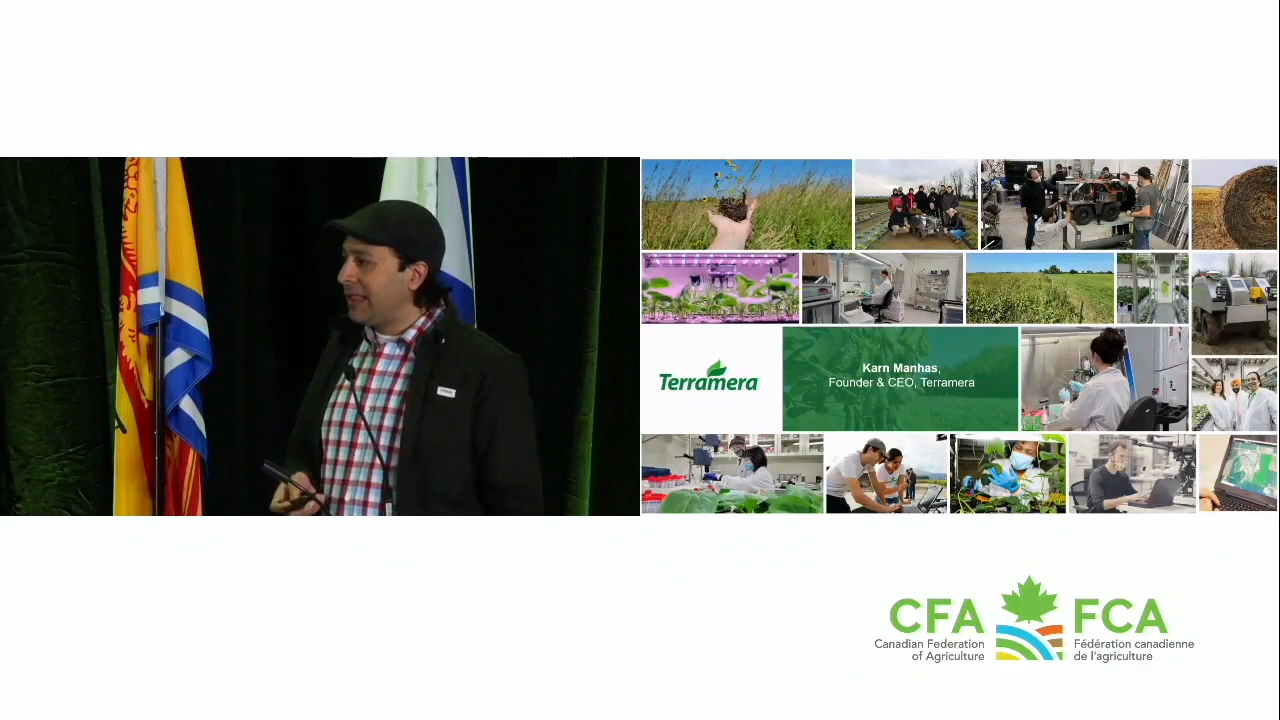 Terramera
Karn Manhas,
Founder & CEO, Terramera
CFA
Canadian Federation
of Agriculture
FCA
Fédération canadienne
de l'agriculture